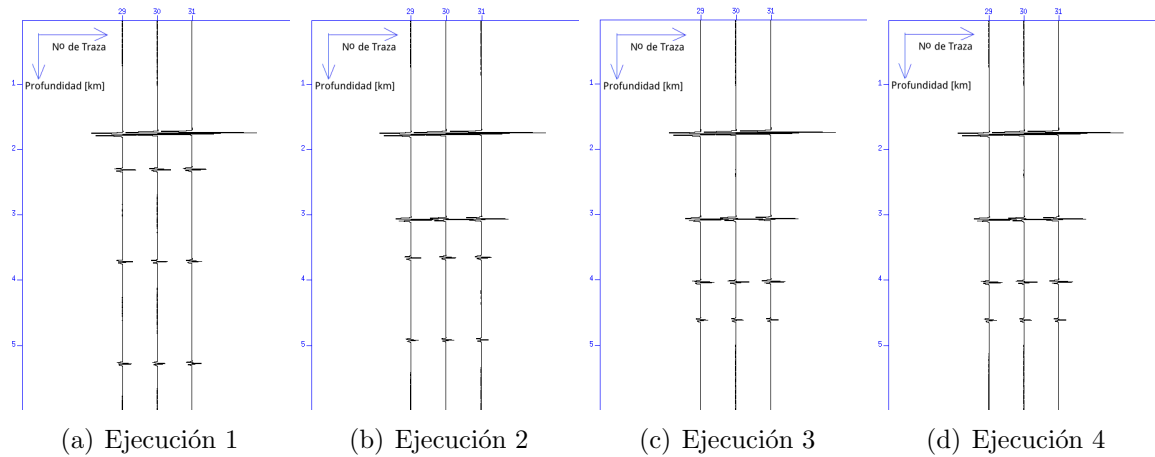 29 30 31
Nº de Traza
Profundidad [km]
1
2
3
4
5
(a) Ejecución 1
29 30 31
Nº de Traza
Profundidad [km]
1
2
3
4
5
(b) Ejecución 2
29 30 31
Nº de Traza
Profundidad [km]
1
2
3
4
5
(c) Ejecución 3
29 30 31
Nº de Traza
Profundidad [km]
1
2
3
4
5
(d) Ejecución 4